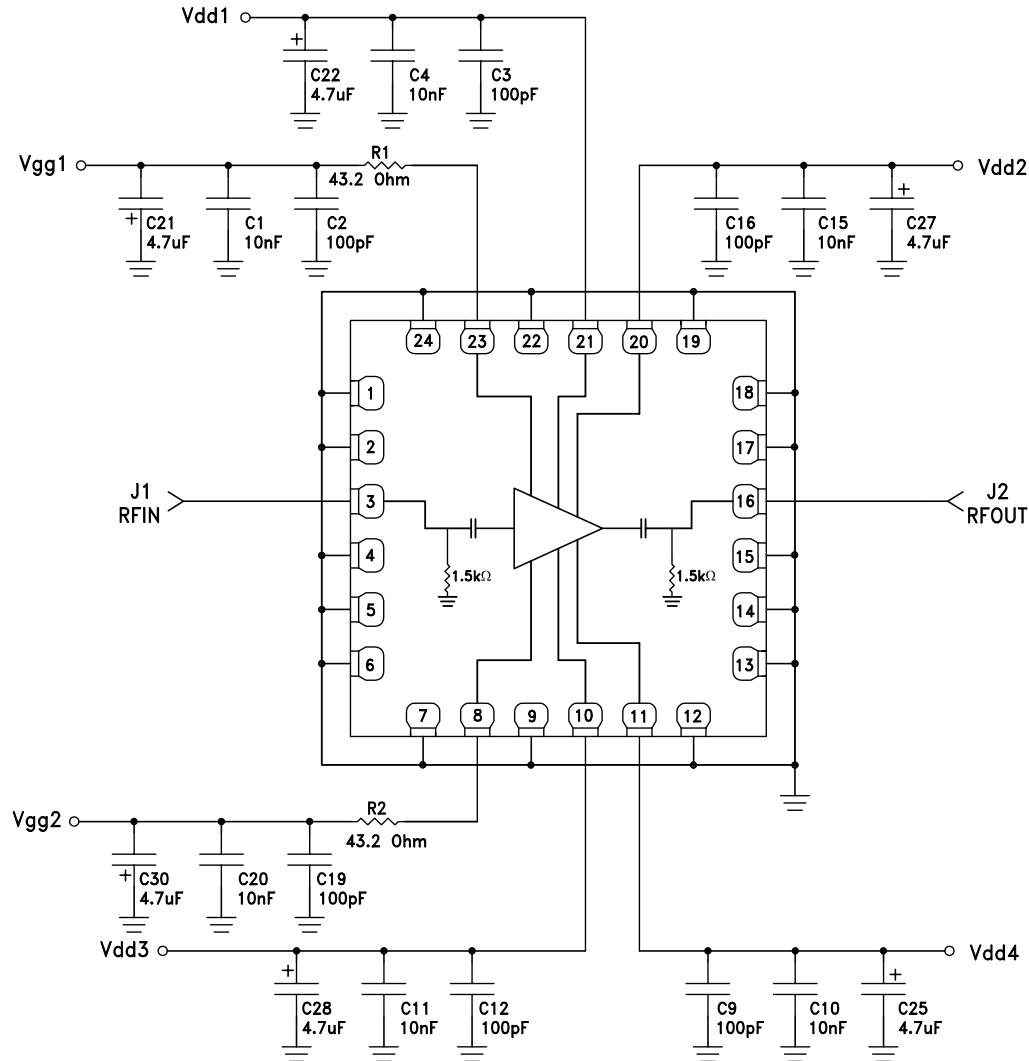 Vdd1
+
C22
4.7uF
C4
10nF
C3
100pF
Vgg1
R1
43.2 Ohm
+
C21
4.7uF
C1
10nF
C2
100pF
Vdd2
C16
100pF
C15
10nF
+
C27
4.7uF
24
23
22
21
20
19
1
2
3
4
5
6
18
17
16
15
14
13
J1
RFIN
J2
RFOUT
1.5kΩ
1.5kΩ
7
8
9
10
11
12
Vgg2
R2
43.2 Ohm
+
C30
4.7uF
C20
10nF
C19
100pF
Vdd3
+
C28
4.7uF
C11
10nF
C12
100pF
Vdd4
C9
100pF
C10
10nF
+
C25
4.7uF